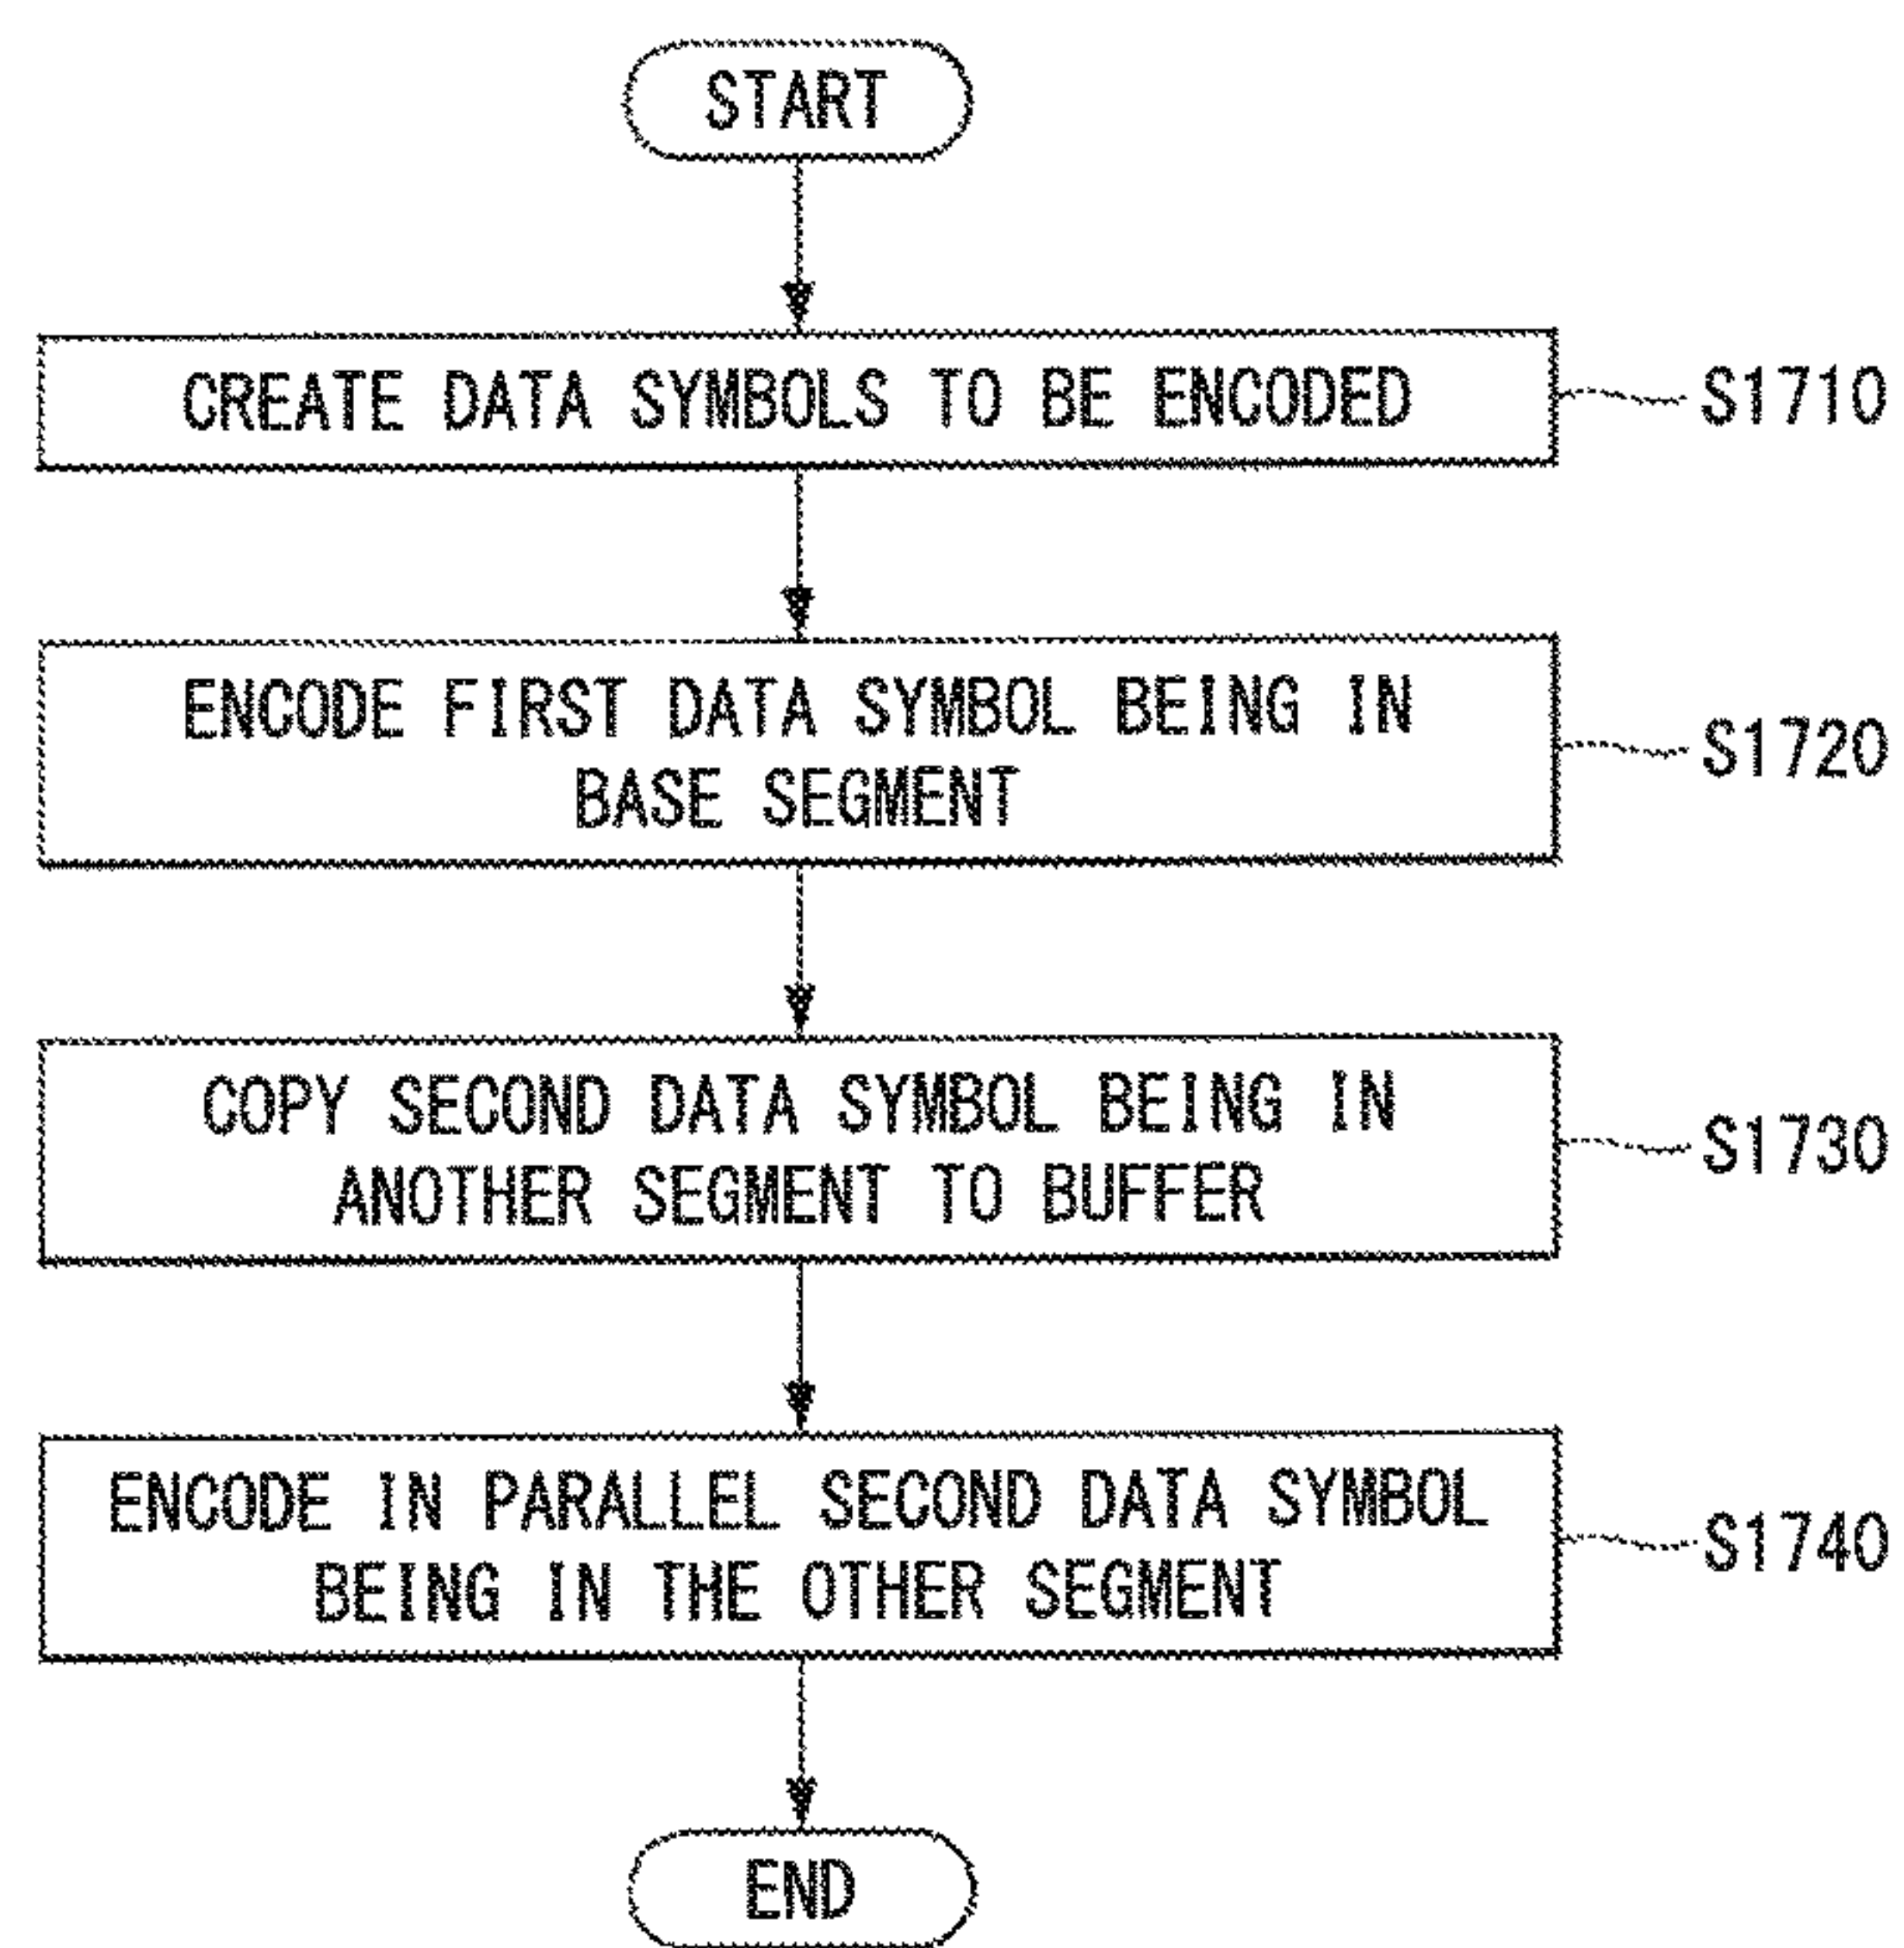 START
CREATE DATA SYMBOLS TO BE ENCODED
S1710
ENCODE FIRST DATA SYMBOL BEING IN
BASE SEGMENT
S1720
COPY SECOND DATA SYMBOL BEING IN
ANOTHER SEGMENT TO BUFFER
S1730
ENCODE IN PARALLEL SECOND DATA SYMBOL
BEING IN THE OTHER SEGMENT
S1740
END